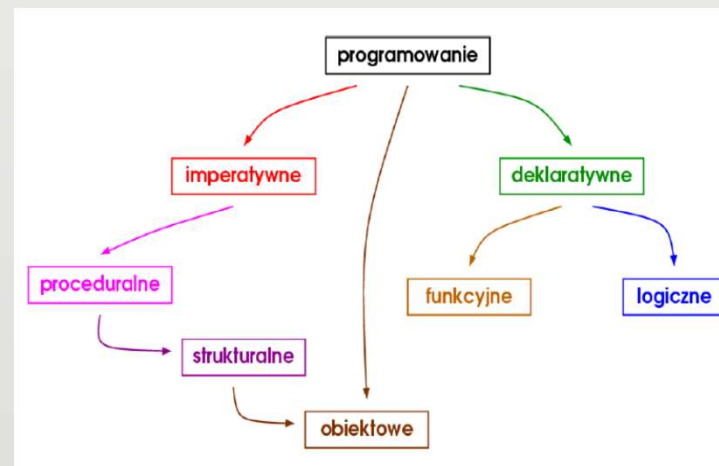 programowanie
imperatywne
deklaratywne
proceduralne
funkcyjne
logiczne
strukturalne
obiektowe